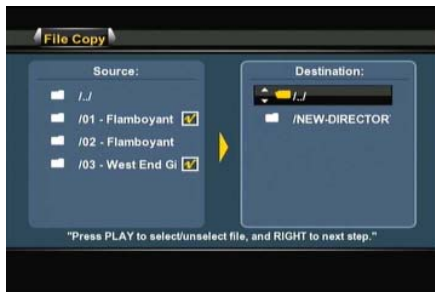 File Copy
Source:
/../
/01 - Flamboyant
/02 - Flamboyant
/03 - West End Gi
Destination:
/../
/NEW-DIRECTOR
"Press PLAY to select/unselect file, and RIGHT to next step."